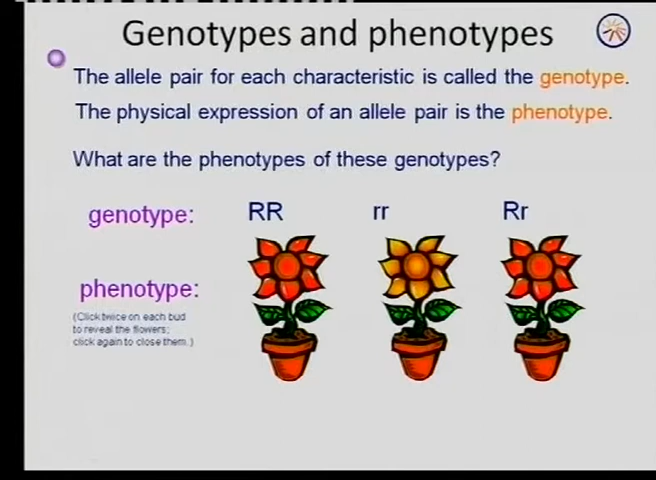 Genotypes and phenotypes
The allele pair for each characteristic is called the genotype.
The physical expression of an allele pair is the phenotype.
What are the phenotypes of these genotypes?
genotype: RR rr Rr
phenotype:
(Click twice on each bud
to reveal the flowers;
click again to close them.)